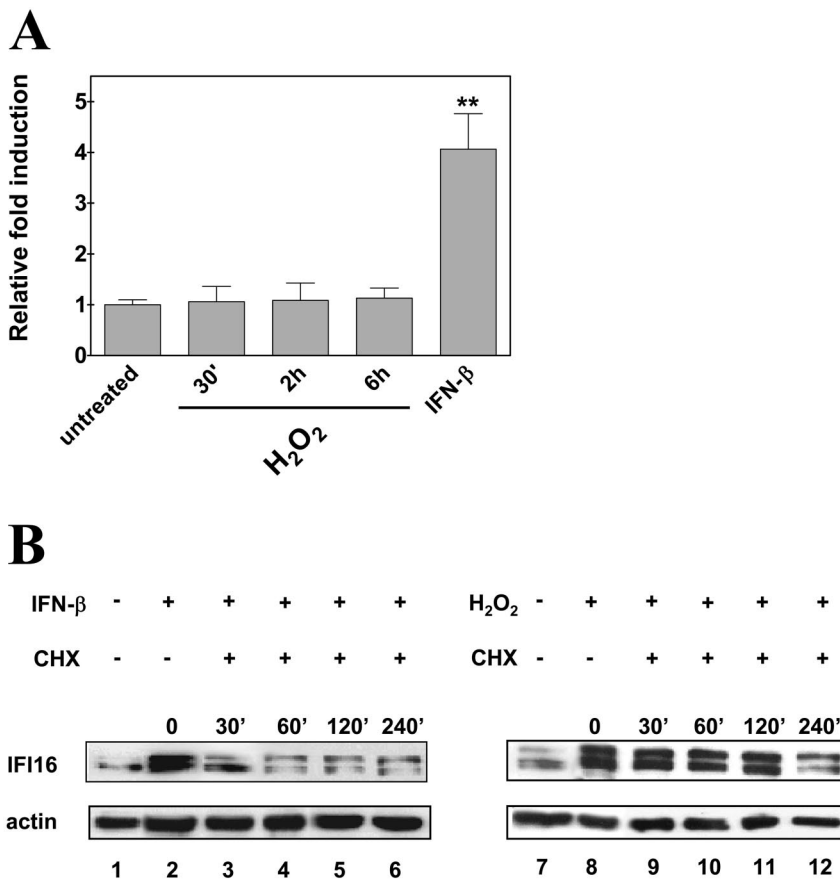 A
Relative fold induction
5
4
3
2
1
0
**
untreated
30'
2h
6h
IFN-β
H₂O₂
B
IFN-β - + + + + +
H₂O₂ - + + + + +
CHX - - + + + +
CHX - - + + + +
0 30’ 60’ 120’ 240’
0 30’ 60’ 120’ 240’
IFI16
actin
1 2 3 4 5 6
7 8 9 10 11 12